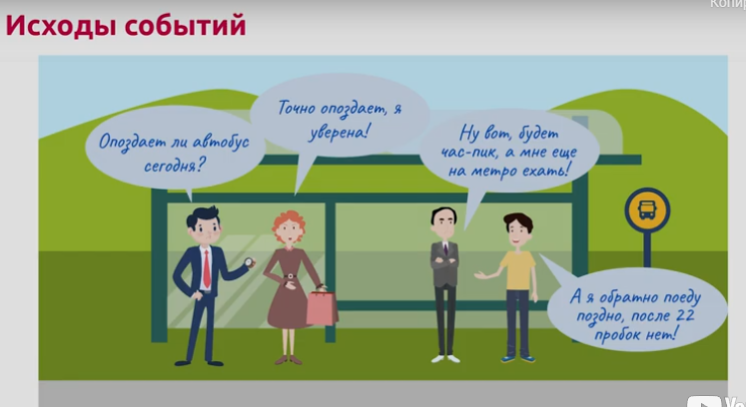 Исходы событий
Опоздает ли автобус
сегодня?
Точно опоздает, я
уверена!
Ну вот, будет
час-пик, а мне еще
на метро ехать!
А я обратно поеду
поздно, после 22
пробок нет!